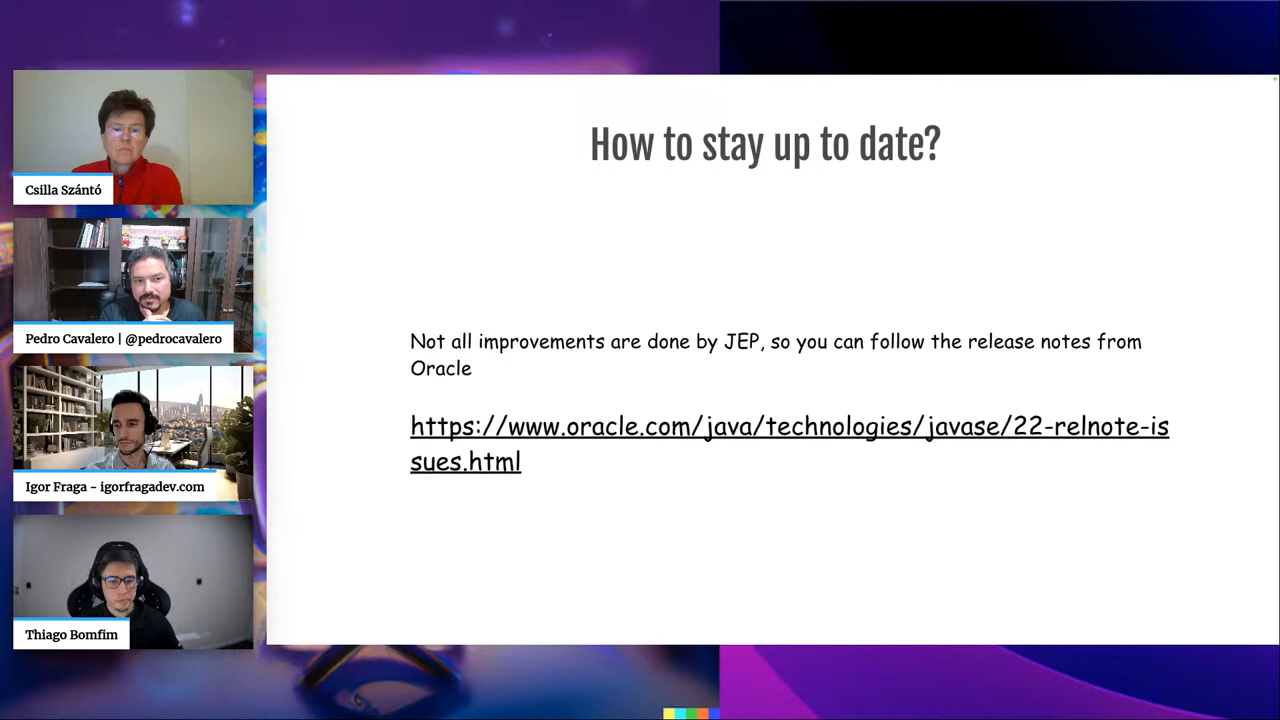 Csilla Szántó
Pedro Cavalero | @pedrocavalero
Igor Fraga - igorfragadev.com
Thiago Bomfim
How to stay up to date?
Not all improvements are done by JEP, so you can follow the release notes from
Oracle
https://www.oracle.com/java/technologies/javase/22-relnote-is
sues.html